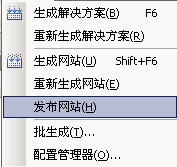 生成解决方案(B) F6
重新生成解决方案(R)
生成网站(U) Shift+F6
重新生成网站(E)
发布网站(H)
批生成(T)...
配置管理器(O)...